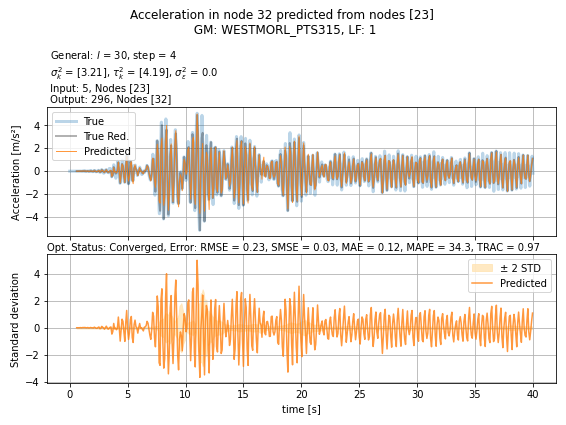 Acceleration in node 32 predicted from nodes [23]
GM: WESTMORL_PTS315, LF: 1
General: l = 30, step = 4
σ²ₖ = [3.21], τ²ₖ = [4.19], σ²ε = 0.0
Input: 5, Nodes [23]
Output: 296, Nodes [32]
True
True Red.
Predicted
Acceleration [m/s²]
4
2
0
−2
−4
Opt. Status: Converged, Error: RMSE = 0.23, SMSE = 0.03, MAE = 0.12, MAPE = 34.3, TRAC = 0.97
± 2 STD
Predicted
Standard deviation
4
2
0
−2
−4
0 5 10 15 20 25 30 35 40
time [s]